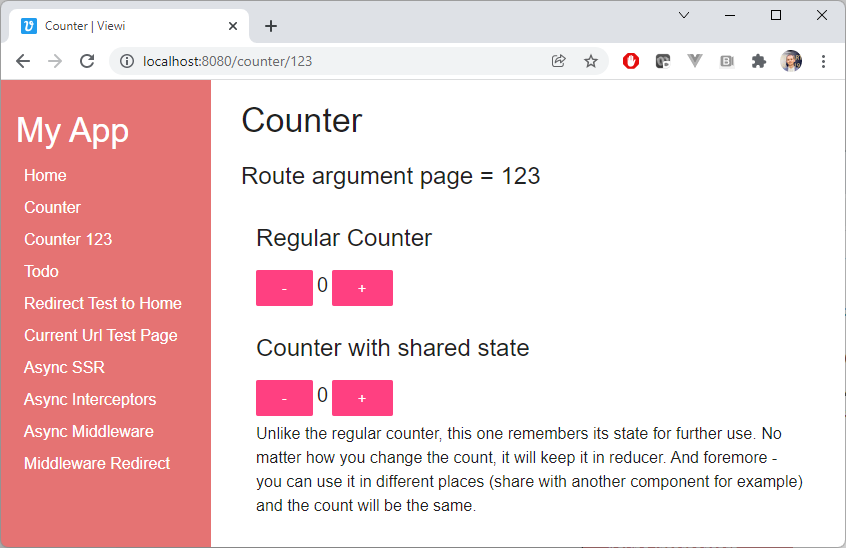 Counter | Viewi
localhost:8080/counter/123
My App
Home
Counter
Counter 123
Todo
Redirect Test to Home
Current Url Test Page
Async SSR
Async Interceptors
Async Middleware
Middleware Redirect
Counter
Route argument page = 123
Regular Counter
- 0 +
Counter with shared state
- 0 +
Unlike the regular counter, this one remembers its state for further use. No
matter how you change the count, it will keep it in reducer. And foremore -
you can use it in different places (share with another component for example)
and the count will be the same.